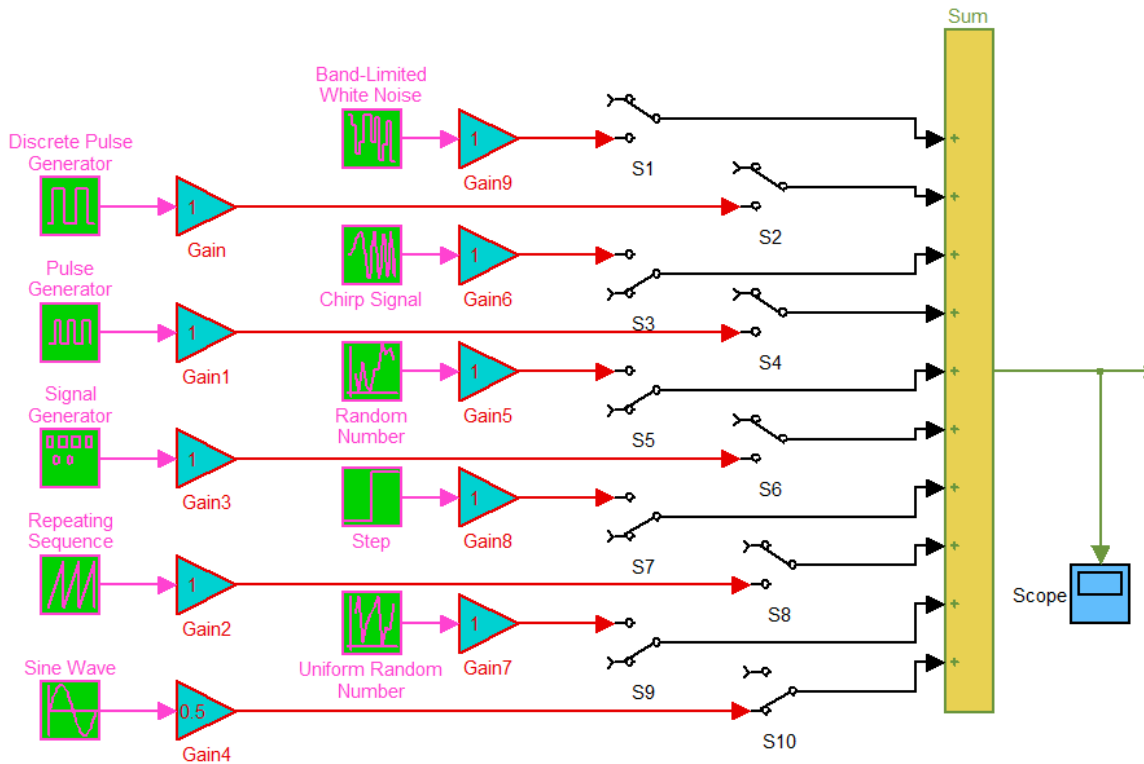 Sum
Band-Limited
White Noise
1
Gain9
S1
+
Discrete Pulse
Generator
1
Gain
S2
+
1
Gain6
Chirp Signal
S3
+
Pulse
Generator
1
Gain1
S4
+
1
Gain5
Random
Number
S5
+
Signal
Generator
1
Gain3
S6
+
1
Gain8
Step
S7
+
Repeating
Sequence
1
Gain2
S8
+
Scope
1
Gain7
Uniform Random
Number
S9
+
Sine Wave
0.5
Gain4
S10
+